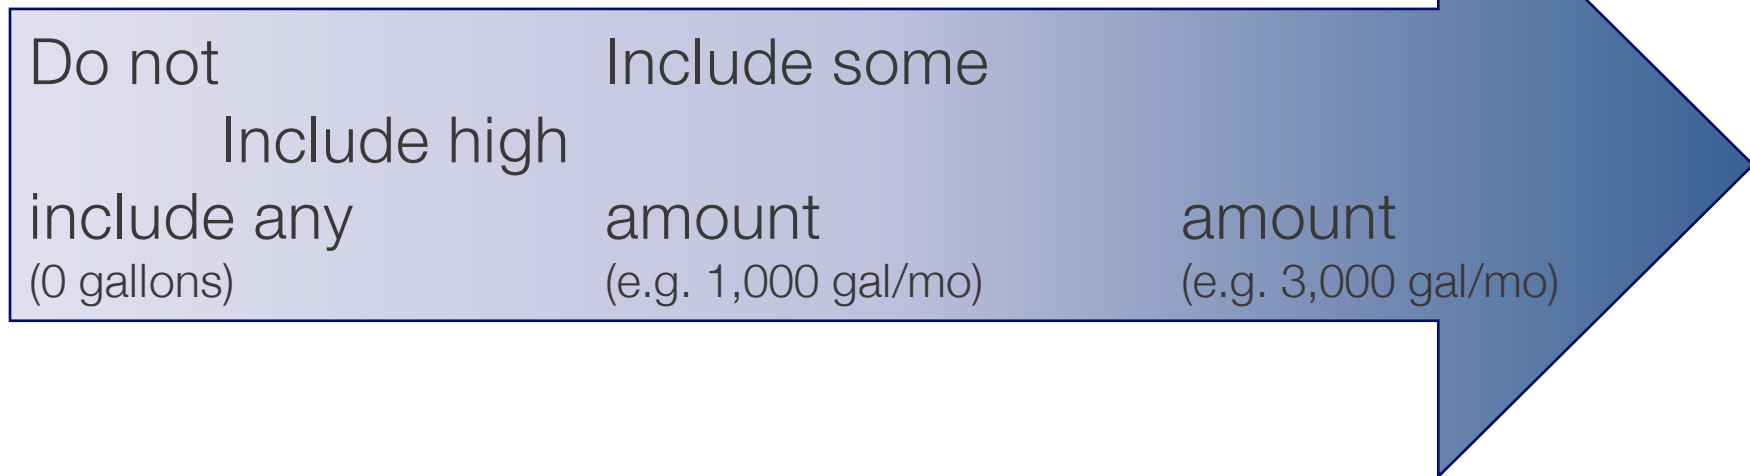 Do not Include some
Include high
include any amount amount
(0 gallons) (e.g. 1,000 gal/mo) (e.g. 3,000 gal/mo)